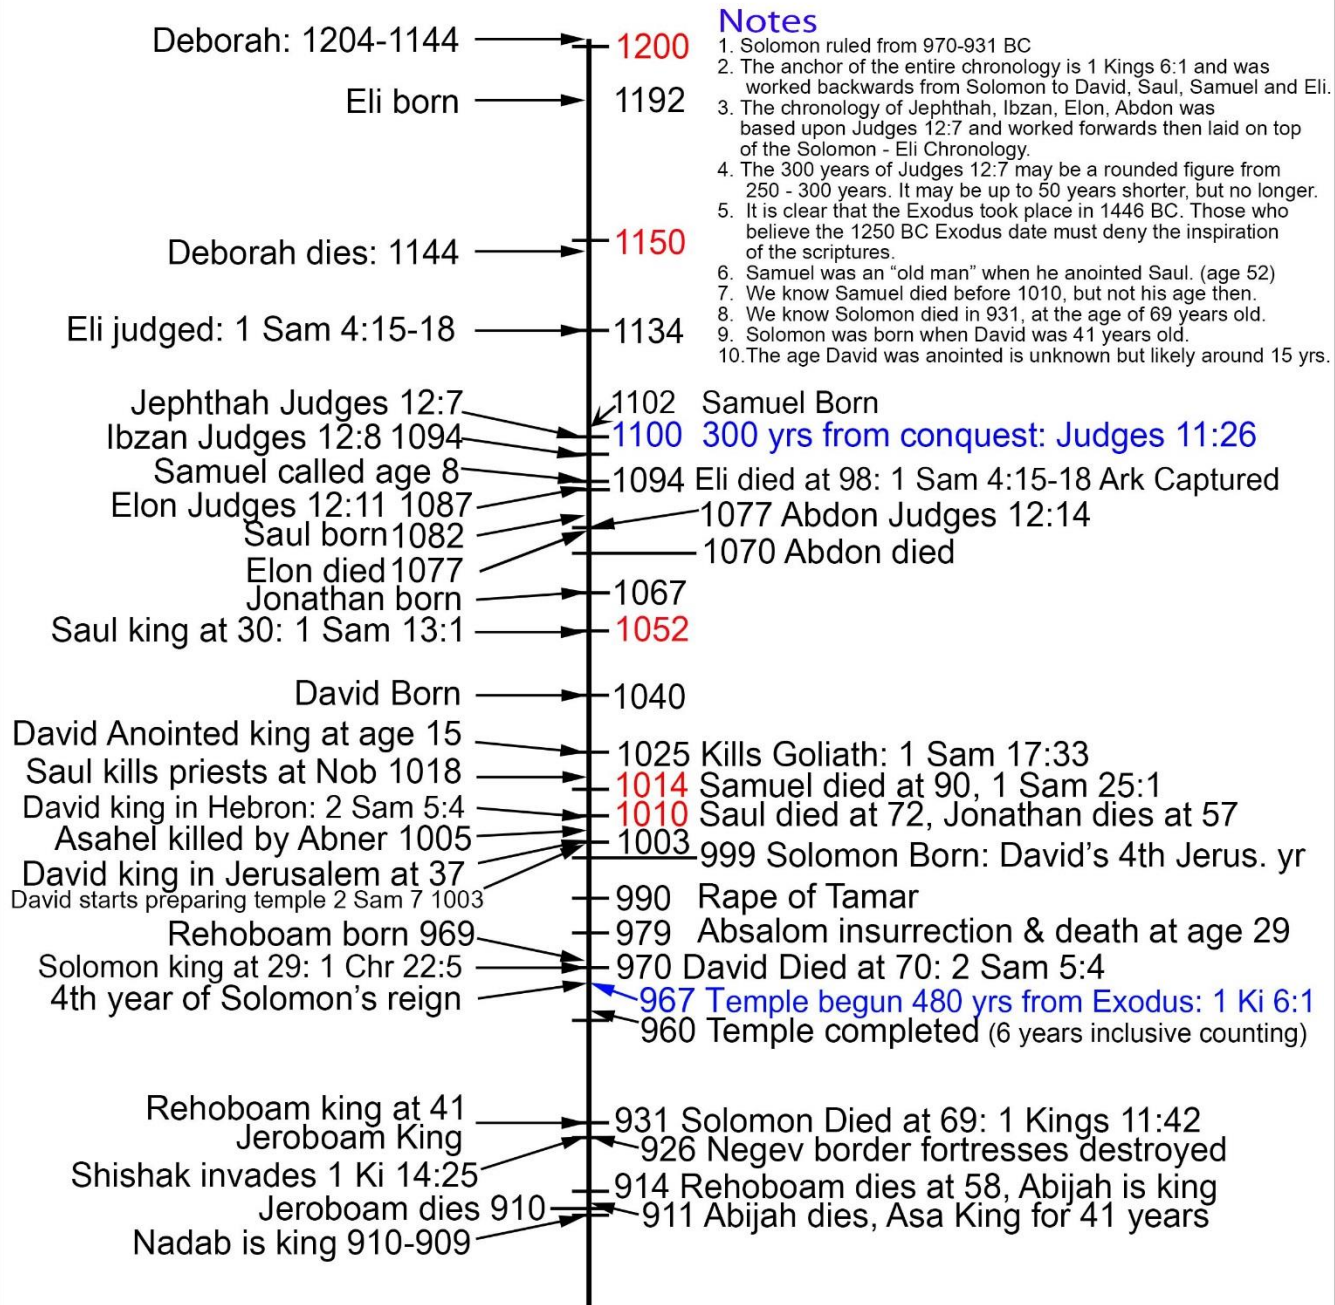 Notes
1. Solomon ruled from 970-931 BC
2. The anchor of the entire chronology is 1 Kings 6:1 and was
worked backwards from Solomon to David, Saul, Samuel and Eli.
3. The chronology of Jephthah, Ibzan, Elon, Abdon was
based upon Judges 12:7 and worked forwards then laid on top
of the Solomon - Eli Chronology.
4. The 300 years of Judges 12:7 may be a rounded figure from
250 - 300 years. It may be up to 50 years shorter, but no longer.
5. It is clear that the Exodus took place in 1446 BC. Those who
believe the 1250 BC Exodus date must deny the inspiration
of the scriptures.
6. Samuel was an “old man” when he anointed Saul. (age 52)
7. We know Samuel died before 1010, but not his age then.
8. We know Solomon died in 931, at the age of 69 years old.
9. Solomon was born when David was 41 years old.
10.The age David was anointed is unknown but likely around 15 yrs.
Deborah: 1204-1144
1200
Eli born
1192
1150
Deborah dies: 1144
Eli judged: 1 Sam 4:15-18
1134
Jephthah Judges 12:7
1102 Samuel Born
Ibzan Judges 12:8 1094
1100 300 yrs from conquest: Judges 11:26
Samuel called age 8
1094 Eli died at 98: 1 Sam 4:15-18 Ark Captured
Elon Judges 12:11 1087
1077 Abdon Judges 12:14
Saul born 1082
1070 Abdon died
Elon died 1077
Jonathan born
1067
Saul king at 30: 1 Sam 13:1
1052
David Born
1040
David Anointed king at age 15
1025 Kills Goliath: 1 Sam 17:33
Saul kills priests at Nob 1018
1014 Samuel died at 90, 1 Sam 25:1
David king in Hebron: 2 Sam 5:4
1010 Saul died at 72, Jonathan dies at 57
Asahel killed by Abner 1005
1003
999 Solomon Born: David’s 4th Jerus. yr
David king in Jerusalem at 37
David starts preparing temple 2 Sam 7 1003
990 Rape of Tamar
Rehoboam born 969
979 Absalom insurrection & death at age 29
Solomon king at 29: 1 Chr 22:5
970 David Died at 70: 2 Sam 5:4
4th year of Solomon’s reign
967 Temple begun 480 yrs from Exodus: 1 Ki 6:1
960 Temple completed (6 years inclusive counting)
Rehoboam king at 41
931 Solomon Died at 69: 1 Kings 11:42
Jeroboam King
926 Negev border fortresses destroyed
Shishak invades 1 Ki 14:25
914 Rehoboam dies at 58, Abijah is king
Jeroboam dies 910
911 Abijah dies, Asa King for 41 years
Nadab is king 910-909